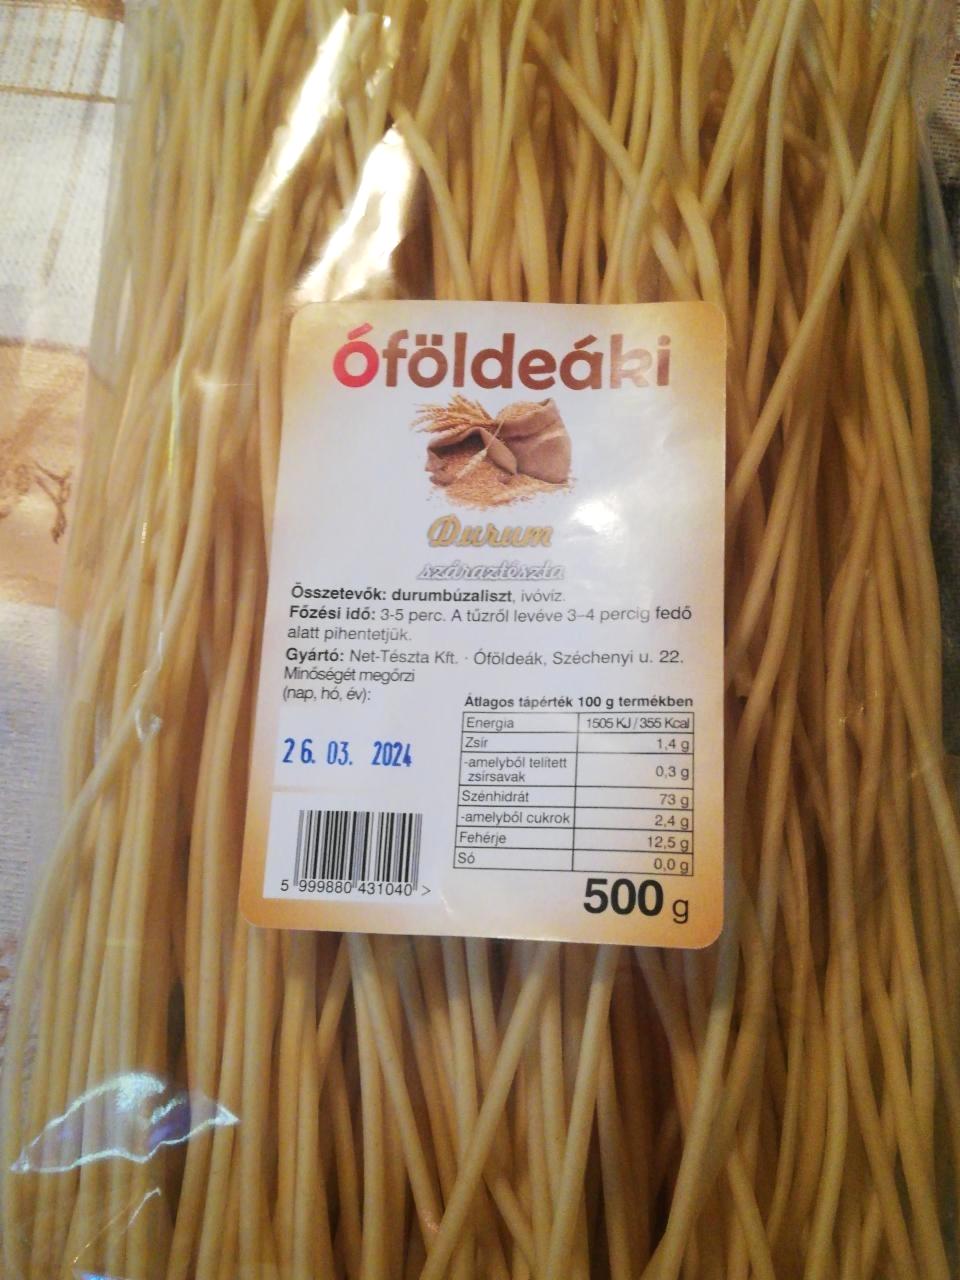 Óföldeáki
Durum
száraztészta
Összetevők: durumbúzaliszt, ivóvíz.
Főzési idő: 3-5 perc. A tűzről levéve 3–4 percig fedő
alatt pihentetjük.
Gyártó: Net-Tészta Kft. · Óföldeák, Széchenyi u. 22.
Minőségét megőrzi
(nap, hó, év):
26. 03. 2024
Átlagos tápérték 100 g termékben
Energia 1505 KJ / 355 Kcal
Zsír 1,4 g
-amelyből telített
zsírsavak 0,3 g
Szénhidrát 73 g
-amelyből cukrok 2,4 g
Fehérje 12,5 g
Só 0,0 g
5 999880 431040 >
500 g